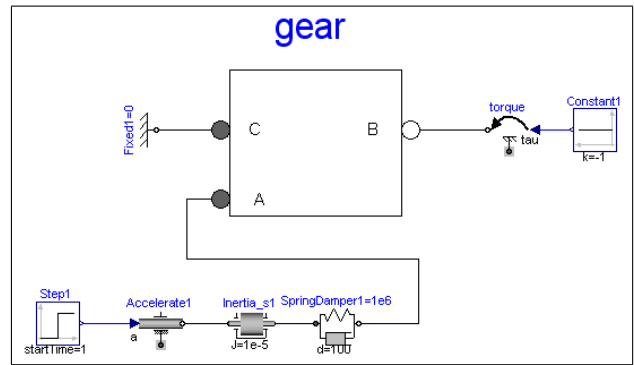 gear
Fixed1=0
C
B
A
torque
tau
Constant1
k=-1
Step1
startTime=1
Accelerate1
a
Inertia_s1
J=1e-5
SpringDamper1=1e6
d=100